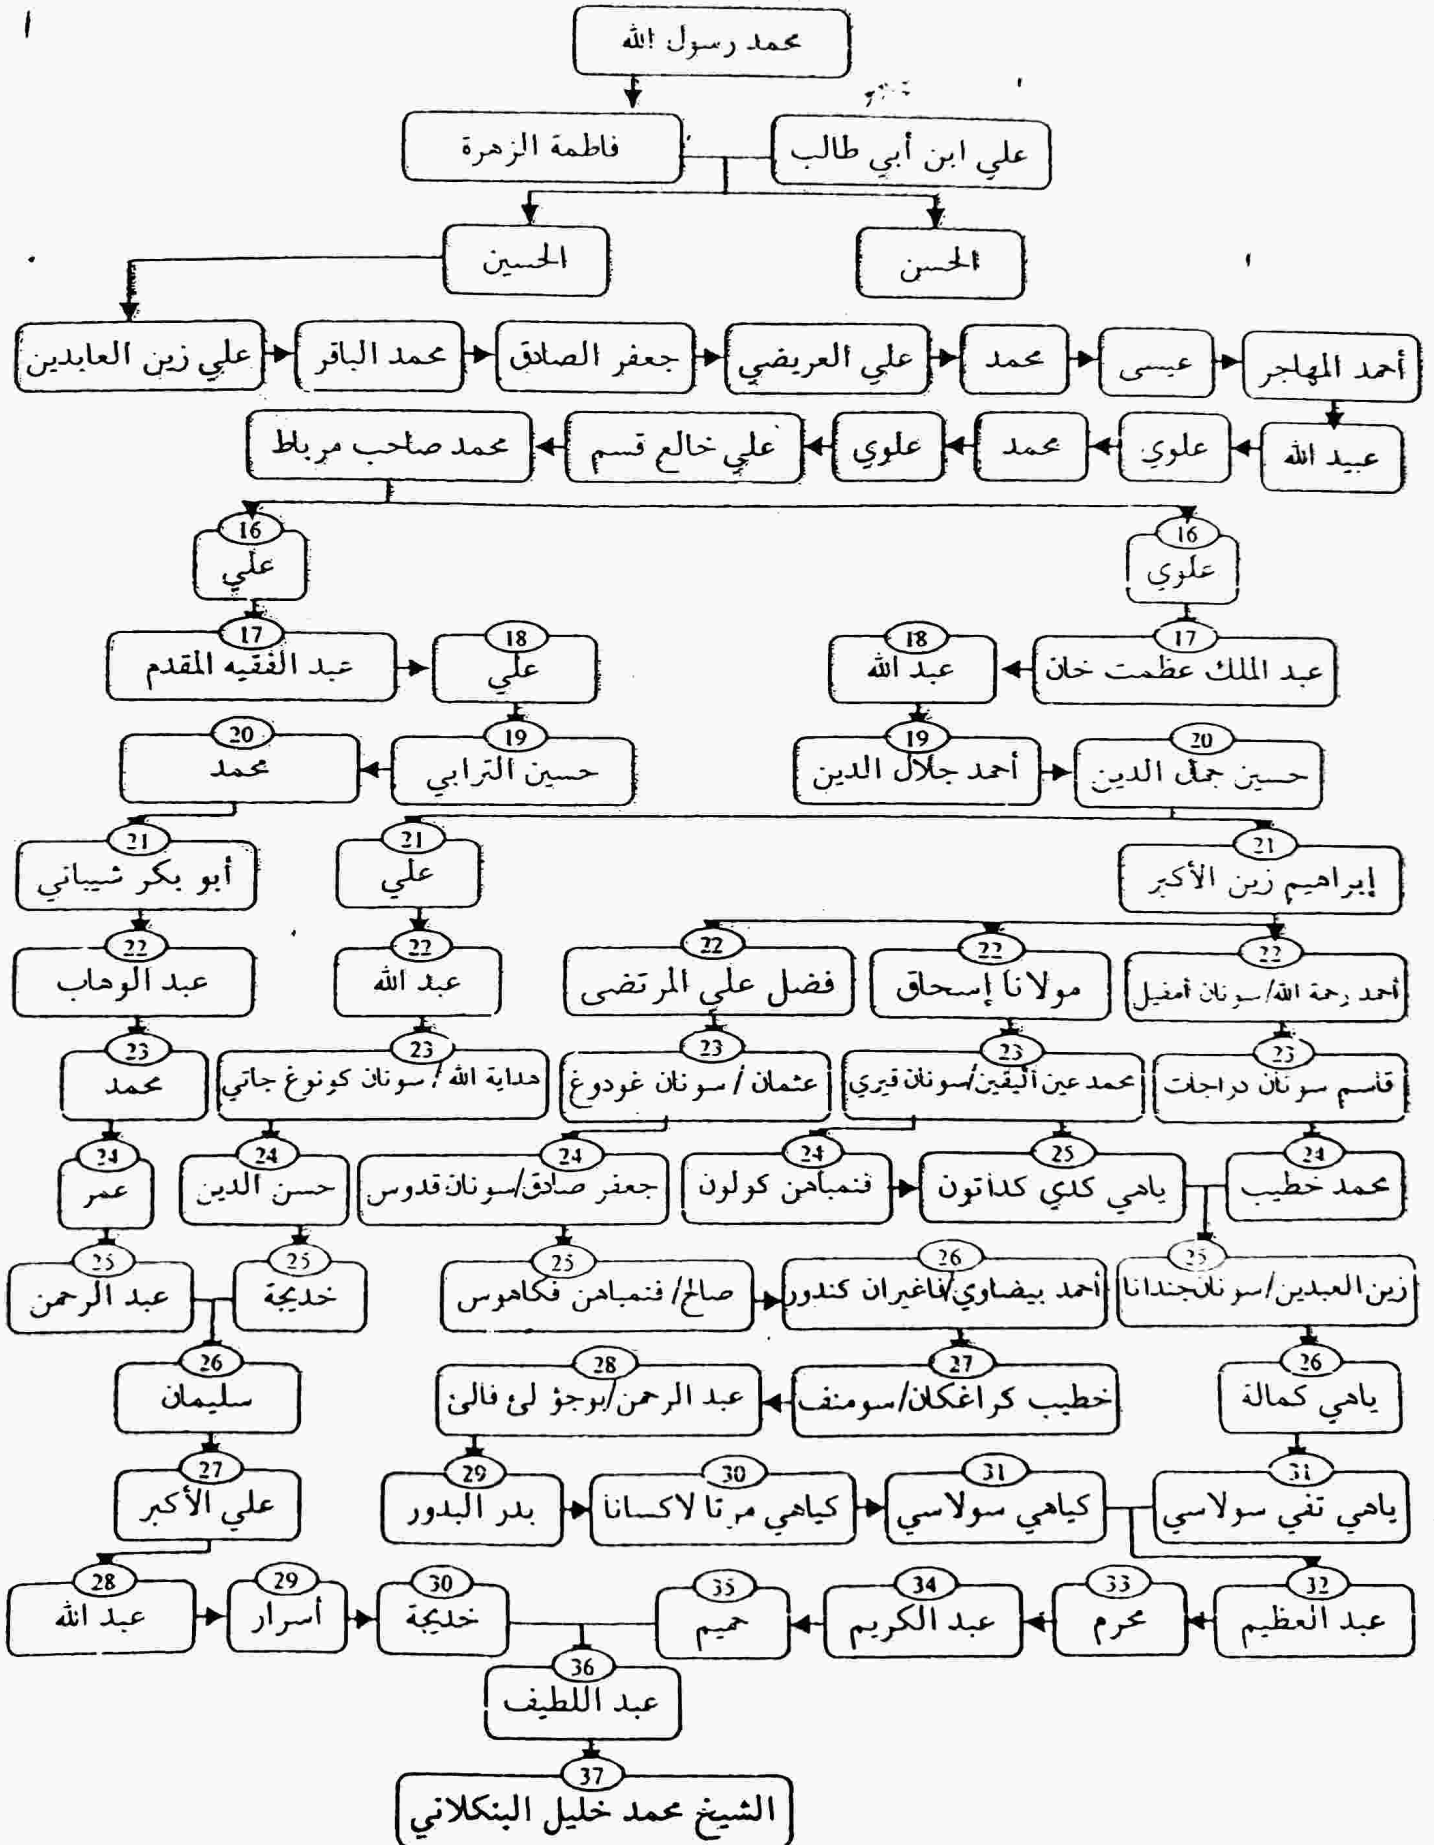 محمد رسول الله
علي ابن أبي طالب
فاطمة الزهرة
الحسن
الحسين
علي زين العابدين
محمد الباقر
جعفر الصادق
علي العريضي
محمد
عيسى
أحمد المهاجر
عبيد الله
علوي
محمد
علوي
علي خالع قسم
محمد صاحب مرباط
16
علوي
16
علي
17
عبد الملك عظمت خان
18
عبد الله
18
علي
17
عبد الفقيه المقدم
20
حسين جمال الدين
19
أحمد جلال الدين
19
حسين الترابي
20
محمد
21
إبراهيم زين الأكبر
21
علي
21
أبو بكر شيباني
22
أحمد رحمة الله/سونان أمفيل
22
مولانا إسحاق
22
فضل علي المرتضى
22
عبد الله
22
عبد الوهاب
23
قاسم سونان دراجات
23
محمد عين اليقين/سونان قيري
23
عثمان / سونان غودوغ
23
هداية الله / سونان كونوغ جاتي
23
محمد
24
محمد خطيب
25
ياهي كدي كداتون
24
فنمباهن كولون
24
جعفر صادق/سونان قدوس
24
حسن الدين
24
عمر
25
زين العبدين/سونان جندانا
26
أحمد بيضاوي/فاغيران كندور
25
صالح/ فنمباهن فكاهوس
25
خديجة
25
عبد الرحمن
26
ياهي كمالة
27
خطيب كراغكان/سومنف
28
عبد الرحمن/بوجؤ لئ فالئ
26
سليمان
31
ياهي تفي سولاسي
31
كياهي سولاسي
30
كياهي مرتا لاكسانا
29
بدر البدور
27
علي الأكبر
32
عبد العظيم
33
محرم
34
عبد الكريم
35
حميم
30
خديجة
29
أسرار
28
عبد الله
36
عبد اللطيف
37
الشيخ محمد خليل البنكلاني